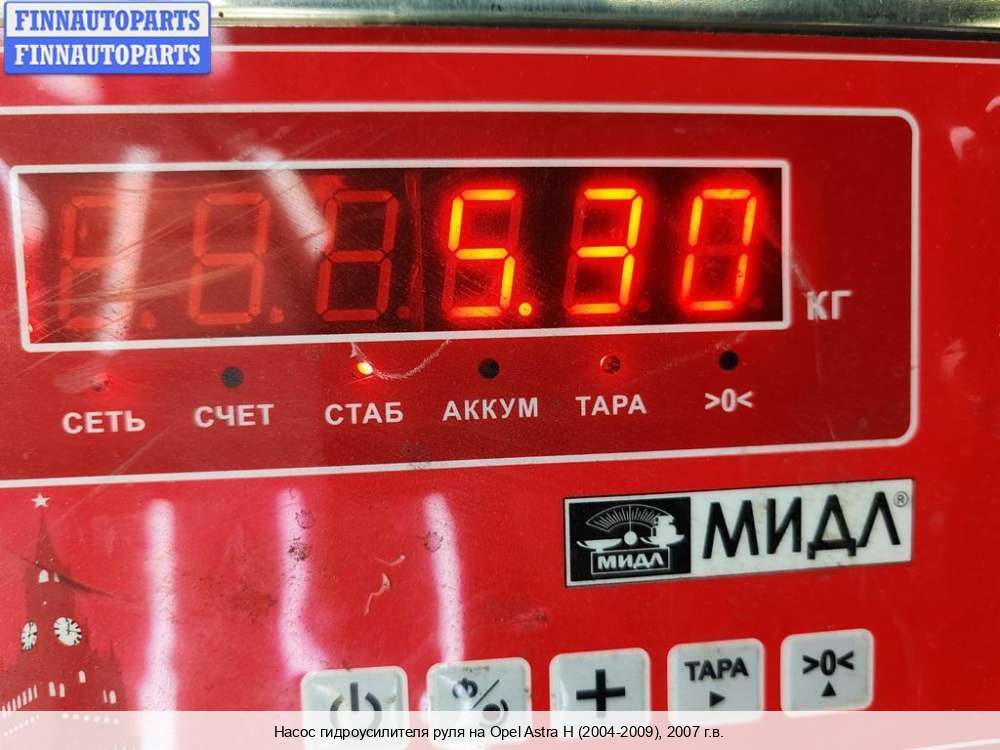 FINNAUTOPARTS
FINNAUTOPARTS
5.30
КГ
СЕТЬ СЧЕТ СТАБ АККУМ ТАРА >0<
МИДЛ МИДЛ®
ТАРА >0<
Насос гидроусилителя руля на Opel Astra H (2004-2009), 2007 г.в.